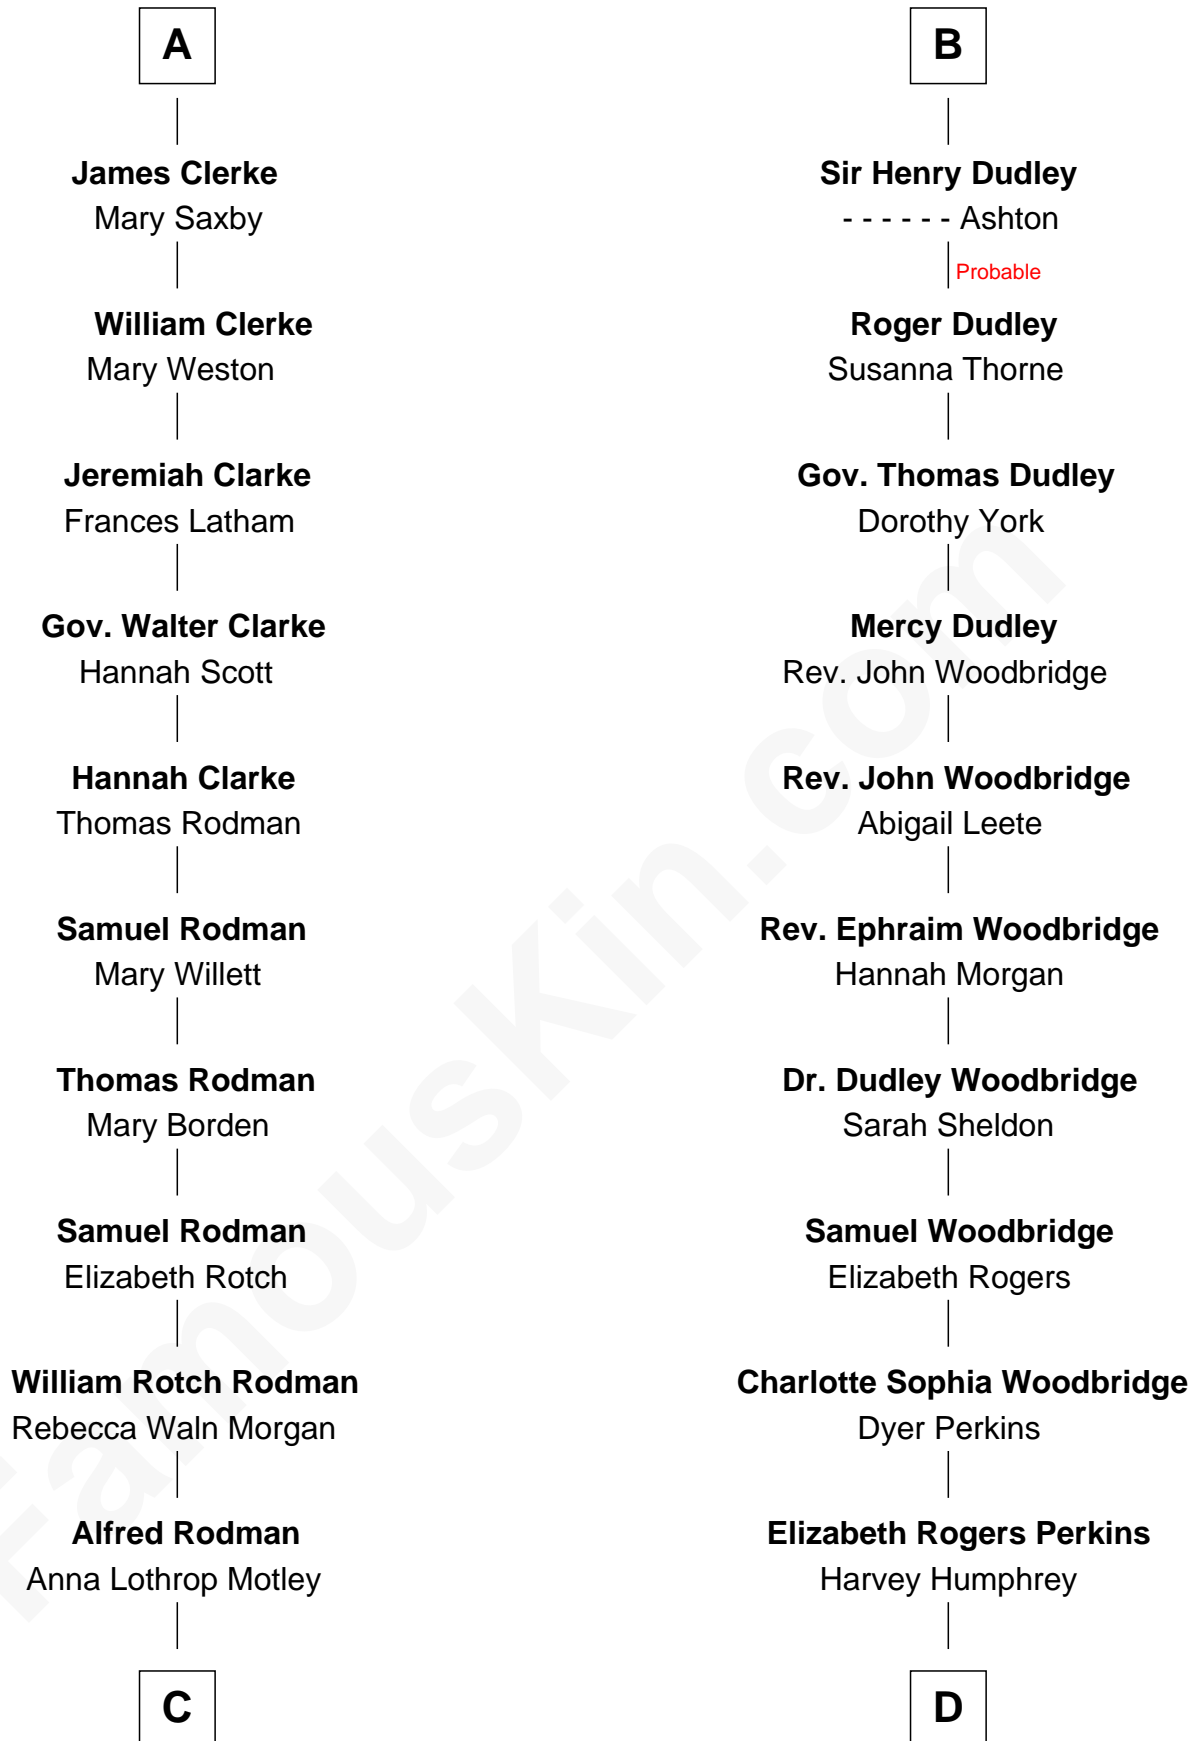 A
James Clerke
Mary Saxby
William Clerke
Mary Weston
Jeremiah Clarke
Frances Latham
Gov. Walter Clarke
Hannah Scott
Hannah Clarke
Thomas Rodman
Samuel Rodman
Mary Willett
Thomas Rodman
Mary Borden
Samuel Rodman
Elizabeth Rotch
William Rotch Rodman
Rebecca Waln Morgan
Alfred Rodman
Anna Lothrop Motley
C
B
Sir Henry Dudley
- - - - - - Ashton
Probable
Roger Dudley
Susanna Thorne
Gov. Thomas Dudley
Dorothy York
Mercy Dudley
Rev. John Woodbridge
Rev. John Woodbridge
Abigail Leete
Rev. Ephraim Woodbridge
Hannah Morgan
Dr. Dudley Woodbridge
Sarah Sheldon
Samuel Woodbridge
Elizabeth Rogers
Charlotte Sophia Woodbridge
Dyer Perkins
Elizabeth Rogers Perkins
Harvey Humphrey
D
FamousKin.com